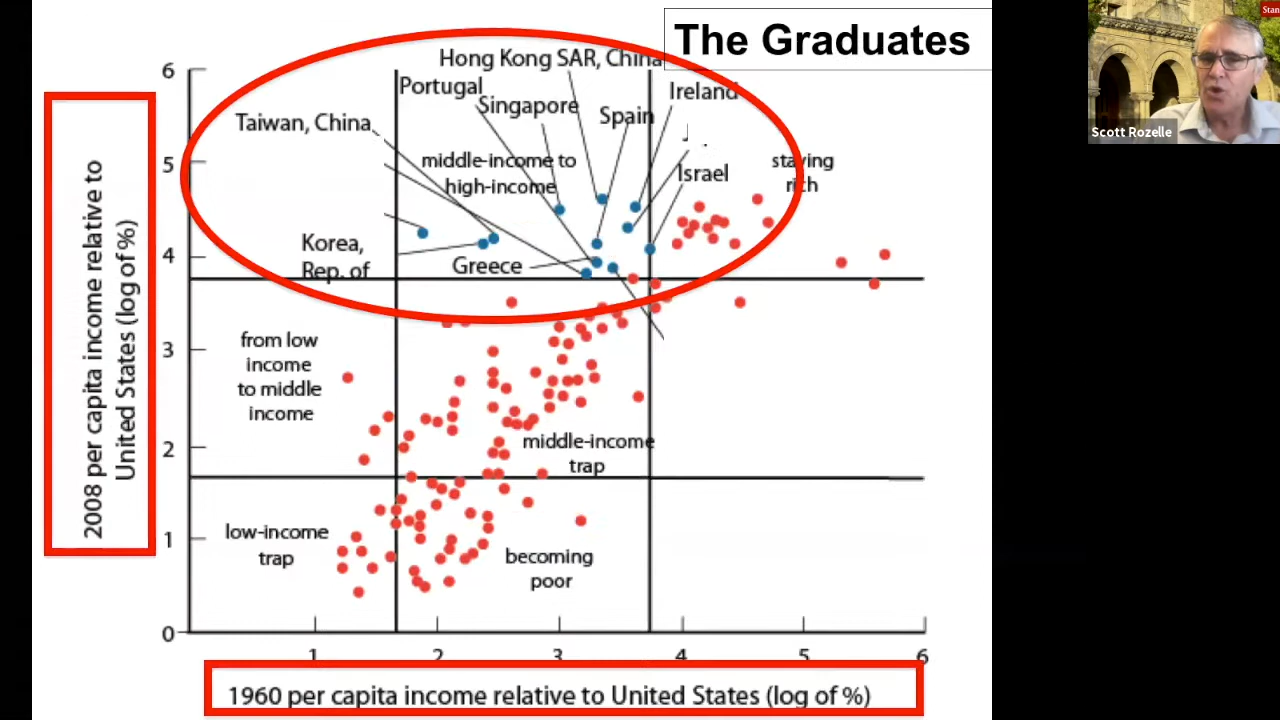 The Graduates
Stan
Scott Rozelle
Hong Kong SAR, China
Portugal
Singapore
Ireland
Spain
Taiwan, China
middle-income to
high-income
Israel
staying
rich
Korea,
Rep. of
Greece
from low
income
to middle
income
middle-income
trap
low-income
trap
becoming
poor
2008 per capita income relative to
United States (log of %)
6
5
4
3
2
1
0
1
2
3
4
5
6
1960 per capita income relative to United States (log of %)